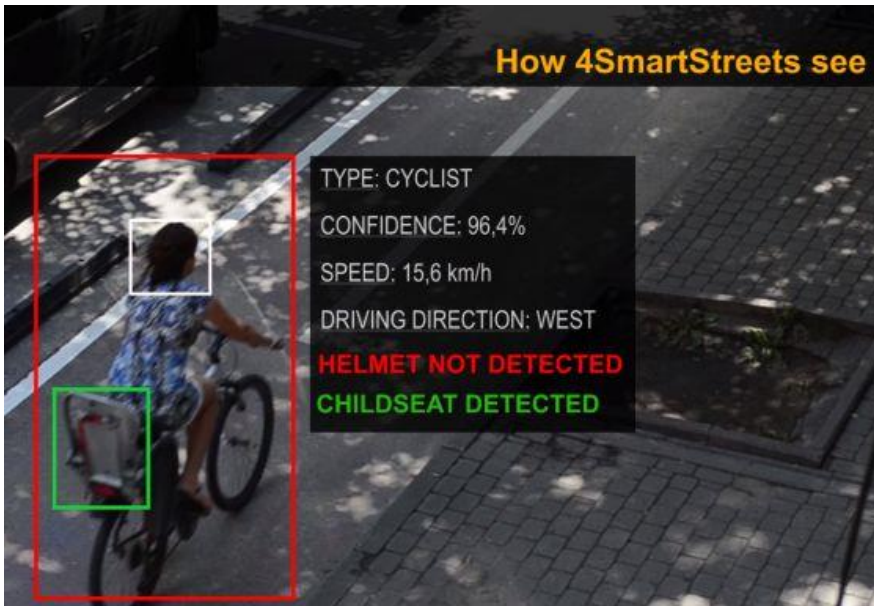 How 4SmartStreets see
TYPE: CYCLIST
CONFIDENCE: 96,4%
SPEED: 15,6 km/h
DRIVING DIRECTION: WEST
HELMET NOT DETECTED
CHILDSEAT DETECTED